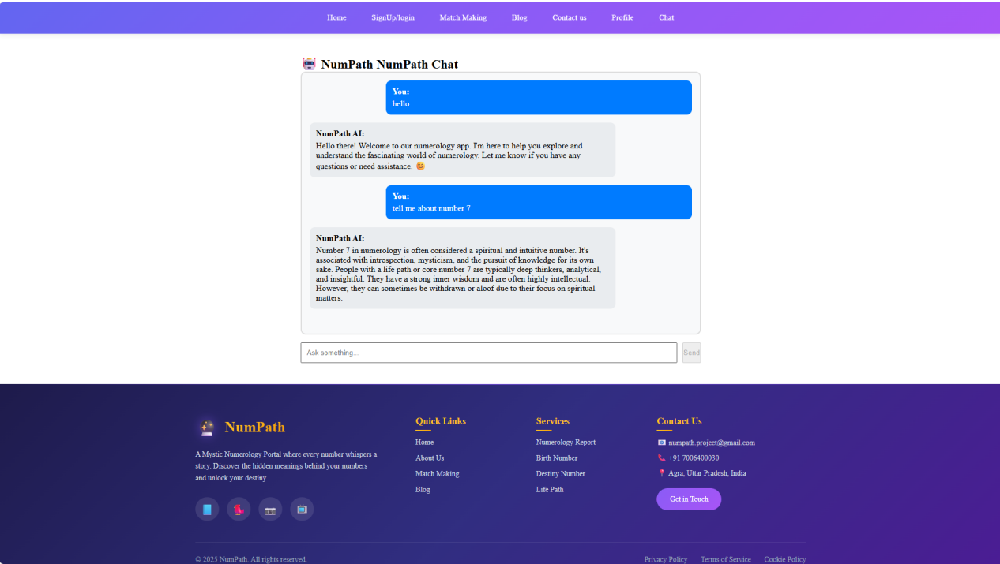 Home SignUp/login Match Making Blog Contact us Profile Chat
NumPath NumPath Chat
You:
hello
NumPath AI:
Hello there! Welcome to our numerology app. I'm here to help you explore and
understand the fascinating world of numerology. Let me know if you have any
questions or need assistance. 😊
You:
tell me about number 7
NumPath AI:
Number 7 in numerology is often considered a spiritual and intuitive number. It's
associated with introspection, mysticism, and the pursuit of knowledge for its own
sake. People with a life path or core number 7 are typically deep thinkers, analytical,
and insightful. They have a strong inner wisdom and are often highly intellectual.
However, they can sometimes be withdrawn or aloof due to their focus on spiritual
matters.
Ask something...
Send
NumPath
A Mystic Numerology Portal where every number whispers a
story. Discover the hidden meanings behind your numbers
and unlock your destiny.
Quick Links
Home
About Us
Match Making
Blog
Services
Numerology Report
Birth Number
Destiny Number
Life Path
Contact Us
numpath.project@gmail.com
+91 7006400030
Agra, Uttar Pradesh, India
Get in Touch
© 2025 NumPath. All rights reserved.
Privacy Policy Terms of Service Cookie Policy